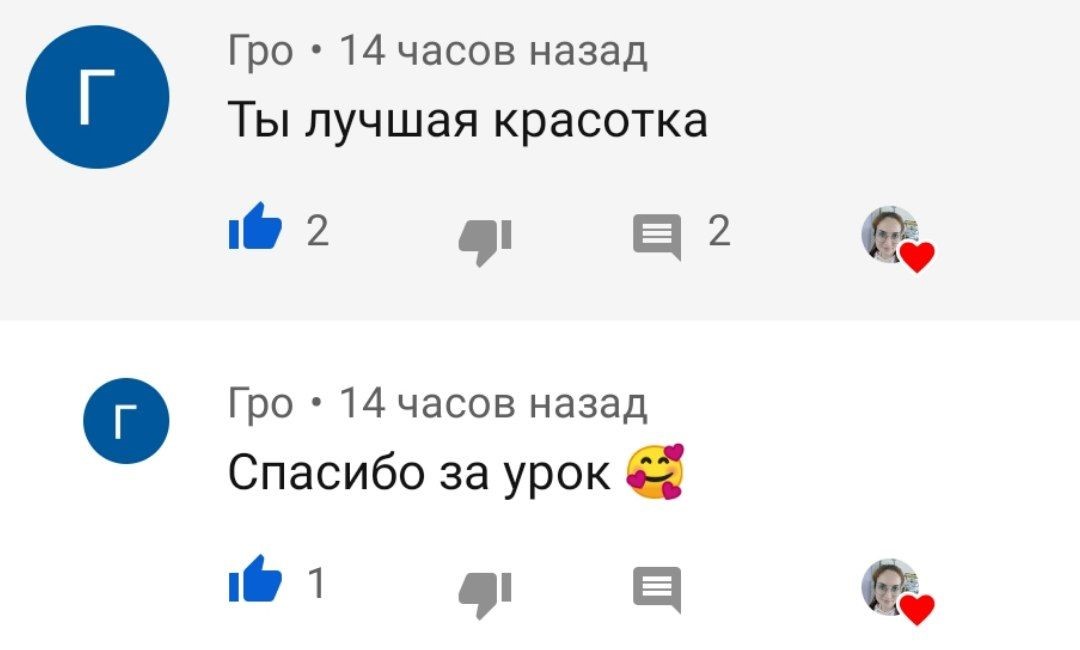 Г
Гро • 14 часов назад
Ты лучшая красотка
2
2
Г
Гро • 14 часов назад
Спасибо за урок 🥰
1